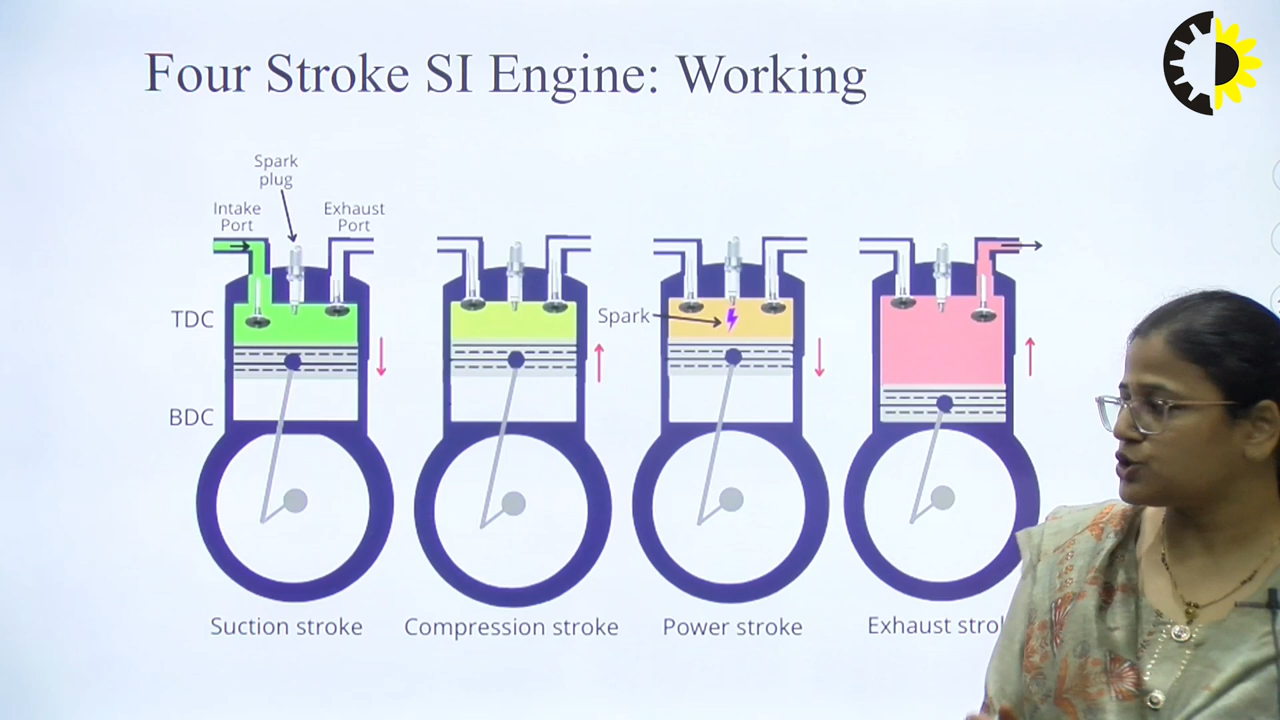 Four Stroke SI Engine: Working
Spark
plug
Intake
Port
Exhaust
Port
TDC
BDC
Spark
Suction stroke
Compression stroke
Power stroke
Exhaust